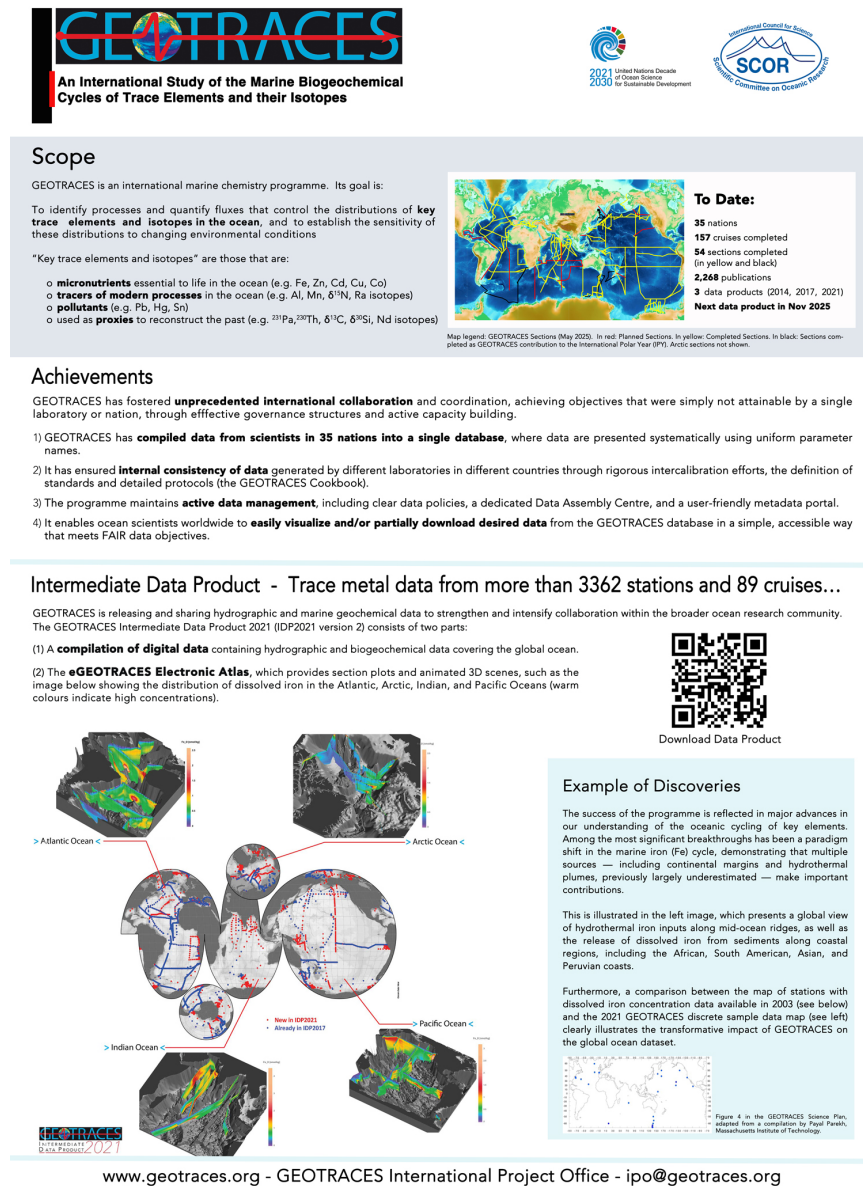 GEOTRACES
An International Study of the Marine Biogeochemical
Cycles of Trace Elements and their Isotopes
2021
2030
United Nations Decade
of Ocean Science
for Sustainable Development
International Council for Science
SCOR
Scientific Committee on Oceanic Research
Scope
GEOTRACES is an international marine chemistry programme. Its goal is:
To identify processes and quantify fluxes that control the distributions of key
trace elements and isotopes in the ocean, and to establish the sensitivity of
these distributions to changing environmental conditions
“Key trace elements and isotopes” are those that are:
o micronutrients essential to life in the ocean (e.g. Fe, Zn, Cd, Cu, Co)
o tracers of modern processes in the ocean (e.g. Al, Mn, δ¹⁵N, Ra isotopes)
o pollutants (e.g. Pb, Hg, Sn)
o used as proxies to reconstruct the past (e.g. ²³¹Pa,²³⁰Th, δ¹³C, δ³⁰Si, Nd isotopes)
To Date:
35 nations
157 cruises completed
54 sections completed
(in yellow and black)
2,268 publications
3 data products (2014, 2017, 2021)
Next data product in Nov 2025
Map legend: GEOTRACES Sections (May 2025). In red: Planned Sections. In yellow: Completed Sections. In black: Sections com-
pleted as GEOTRACES contribution to the International Polar Year (IPY). Arctic sections not shown.
Achievements
GEOTRACES has fostered unprecedented international collaboration and coordination, achieving objectives that were simply not attainable by a single
laboratory or nation, through efffective governance structures and active capacity building.
1) GEOTRACES has compiled data from scientists in 35 nations into a single database, where data are presented systematically using uniform parameter
names.
2) It has ensured internal consistency of data generated by different laboratories in different countries through rigorous intercalibration efforts, the definition of
standards and detailed protocols (the GEOTRACES Cookbook).
3) The programme maintains active data management, including clear data policies, a dedicated Data Assembly Centre, and a user-friendly metadata portal.
4) It enables ocean scientists worldwide to easily visualize and/or partially download desired data from the GEOTRACES database in a simple, accessible way
that meets FAIR data objectives.
Intermediate Data Product - Trace metal data from more than 3362 stations and 89 cruises…
GEOTRACES is releasing and sharing hydrographic and marine geochemical data to strengthen and intensify collaboration within the broader ocean research community.
The GEOTRACES Intermediate Data Product 2021 (IDP2021 version 2) consists of two parts:
(1) A compilation of digital data containing hydrographic and biogeochemical data covering the global ocean.
(2) The eGEOTRACES Electronic Atlas, which provides section plots and animated 3D scenes, such as the
image below showing the distribution of dissolved iron in the Atlantic, Arctic, Indian, and Pacific Oceans (warm
colours indicate high concentrations).
Download Data Product
> Atlantic Ocean <
> Arctic Ocean <
• New in IDP2021
• Already in IDP2017
> Pacific Ocean <
> Indian Ocean <
GEOTRACES
INTERMEDIATE
DATA PRODUCT 2021
Example of Discoveries
The success of the programme is reflected in major advances in
our understanding of the oceanic cycling of key elements.
Among the most significant breakthroughs has been a paradigm
shift in the marine iron (Fe) cycle, demonstrating that multiple
sources — including continental margins and hydrothermal
plumes, previously largely underestimated — make important
contributions.
This is illustrated in the left image, which presents a global view
of hydrothermal iron inputs along mid-ocean ridges, as well as
the release of dissolved iron from sediments along coastal
regions, including the African, South American, Asian, and
Peruvian coasts.
Furthermore, a comparison between the map of stations with
dissolved iron concentration data available in 2003 (see below)
and the 2021 GEOTRACES discrete sample data map (see left)
clearly illustrates the transformative impact of GEOTRACES on
the global ocean dataset.
Figure 4 in the GEOTRACES Science Plan,
adapted from a compilation by Payal Parekh,
Massachusetts Institute of Technology.
www.geotraces.org - GEOTRACES International Project Office - ipo@geotraces.org